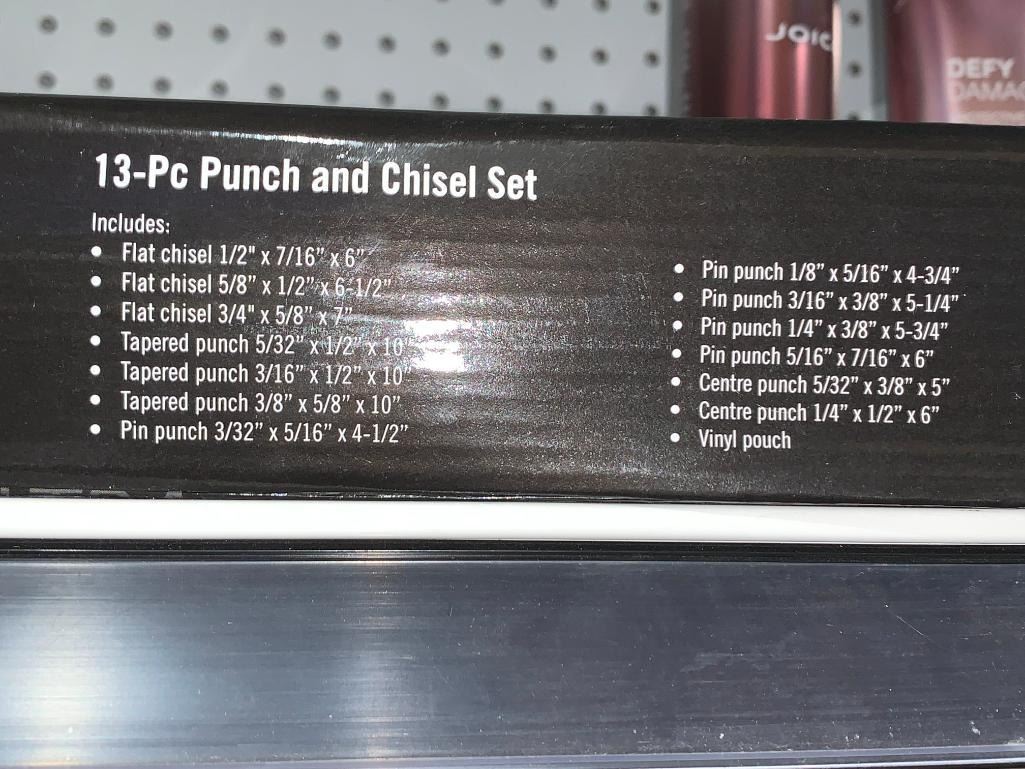 JOIC
DEFY
DAMAG
13-Pc Punch and Chisel Set
Includes:
• Flat chisel 1/2" x 7/16” x 6”
• Flat chisel 5/8” x 1/2” x 6-1/2”
• Flat chisel 3/4" x 5/8” x 7”
• Tapered punch 5/32” x 1/2” x 10”
• Tapered punch 3/16” x 1/2” x 10”
• Tapered punch 3/8” x 5/8” x 10”
• Pin punch 3/32” x 5/16” x 4-1/2”
• Pin punch 1/8” x 5/16” x 4-3/4”
• Pin punch 3/16” x 3/8” x 5-1/4”
• Pin punch 1/4” x 3/8” x 5-3/4”
• Pin punch 5/16” x 7/16” x 6”
• Centre punch 5/32” x 3/8” x 5”
• Centre punch 1/4” x 1/2” x 6”
• Vinyl pouch